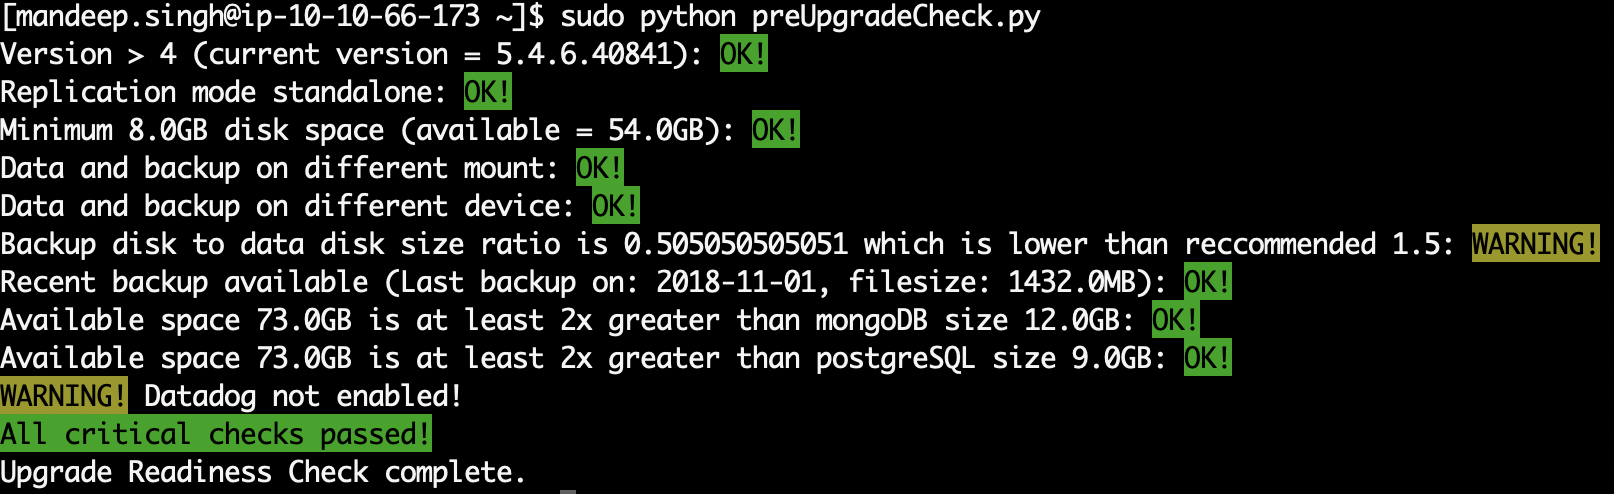 [mandeep.singh@ip-10-10-66-173 ~]$ sudo python preUpgradeCheck.py
Version > 4 (current version = 5.4.6.40841): OK!
Replication mode standalone: OK!
Minimum 8.0GB disk space (available = 54.0GB): OK!
Data and backup on different mount: OK!
Data and backup on different device: OK!
Backup disk to data disk size ratio is 0.505050505051 which is lower than reccommended 1.5: WARNING!
Recent backup available (Last backup on: 2018-11-01, filesize: 1432.0MB): OK!
Available space 73.0GB is at least 2x greater than mongoDB size 12.0GB: OK!
Available space 73.0GB is at least 2x greater than postgreSQL size 9.0GB: OK!
WARNING! Datadog not enabled!
All critical checks passed!
Upgrade Readiness Check complete.